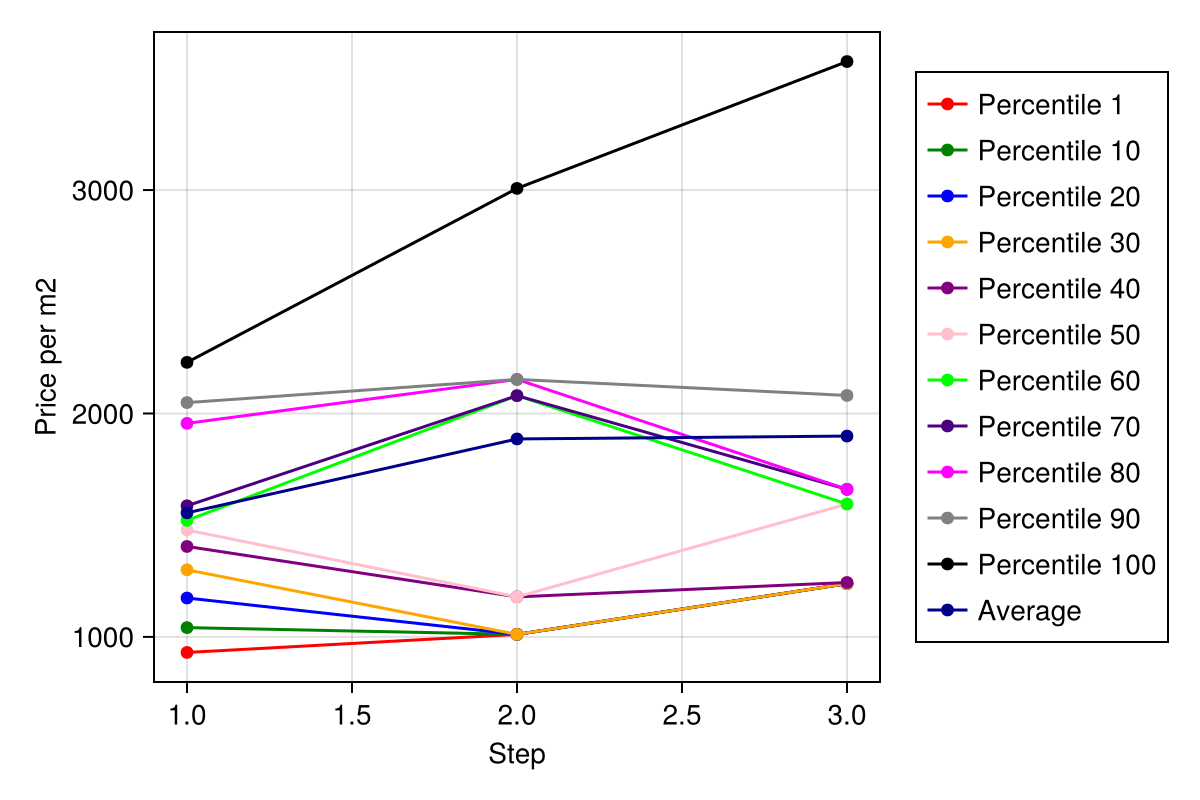 Price per m2
3000
2000
1000
1.0 1.5 2.0 2.5 3.0
Step
Percentile 1
Percentile 10
Percentile 20
Percentile 30
Percentile 40
Percentile 50
Percentile 60
Percentile 70
Percentile 80
Percentile 90
Percentile 100
Average